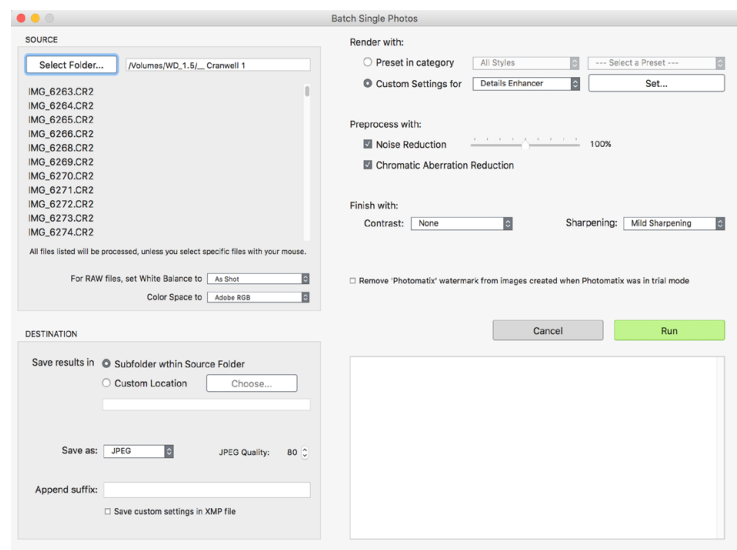 Batch Single Photos
SOURCE
Select Folder...
/Volumes/WD_1.5/__ Cranwell 1
IMG_6263.CR2
IMG_6264.CR2
IMG_6265.CR2
IMG_6266.CR2
IMG_6268.CR2
IMG_6269.CR2
IMG_6270.CR2
IMG_6271.CR2
IMG_6272.CR2
IMG_6273.CR2
IMG_6274.CR2
All files listed will be processed, unless you select specific files with your mouse.
For RAW files, set White Balance to As Shot
Color Space to Adobe RGB
DESTINATION
Save results in Subfolder wthin Source Folder
Custom Location Choose...
Save as: JPEG JPEG Quality: 80
Append suffix:
Save custom settings in XMP file
Render with:
Preset in category All Styles --- Select a Preset ---
Custom Settings for Details Enhancer Set...
Preprocess with:
Noise Reduction 100%
Chromatic Aberration Reduction
Finish with:
Contrast: None Sharpening: Mild Sharpening
Remove 'Photomatix' watermark from images created when Photomatix was in trial mode
Cancel Run